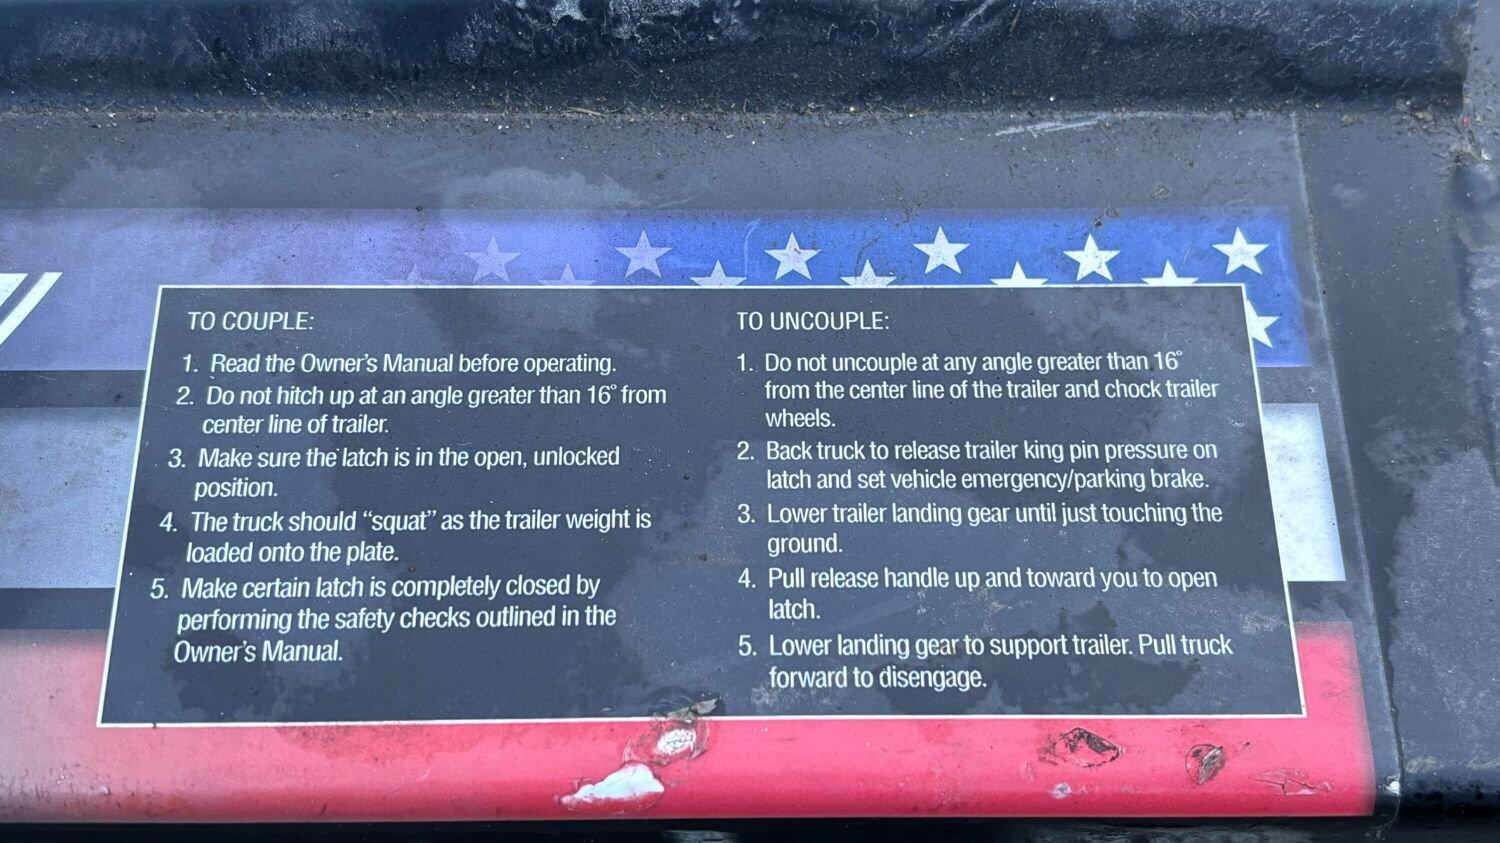 TO COUPLE:
1. Read the Owner's Manual before operating.
2. Do not hitch up at an angle greater than 16° from
center line of trailer.
3. Make sure the latch is in the open, unlocked
position.
4. The truck should “squat” as the trailer weight is
loaded onto the plate.
5. Make certain latch is completely closed by
performing the safety checks outlined in the
Owner's Manual.
TO UNCOUPLE:
1. Do not uncouple at any angle greater than 16°
from the center line of the trailer and chock trailer
wheels.
2. Back truck to release trailer king pin pressure on
latch and set vehicle emergency/parking brake.
3. Lower trailer landing gear until just touching the
ground.
4. Pull release handle up and toward you to open
latch.
5. Lower landing gear to support trailer. Pull truck
forward to disengage.